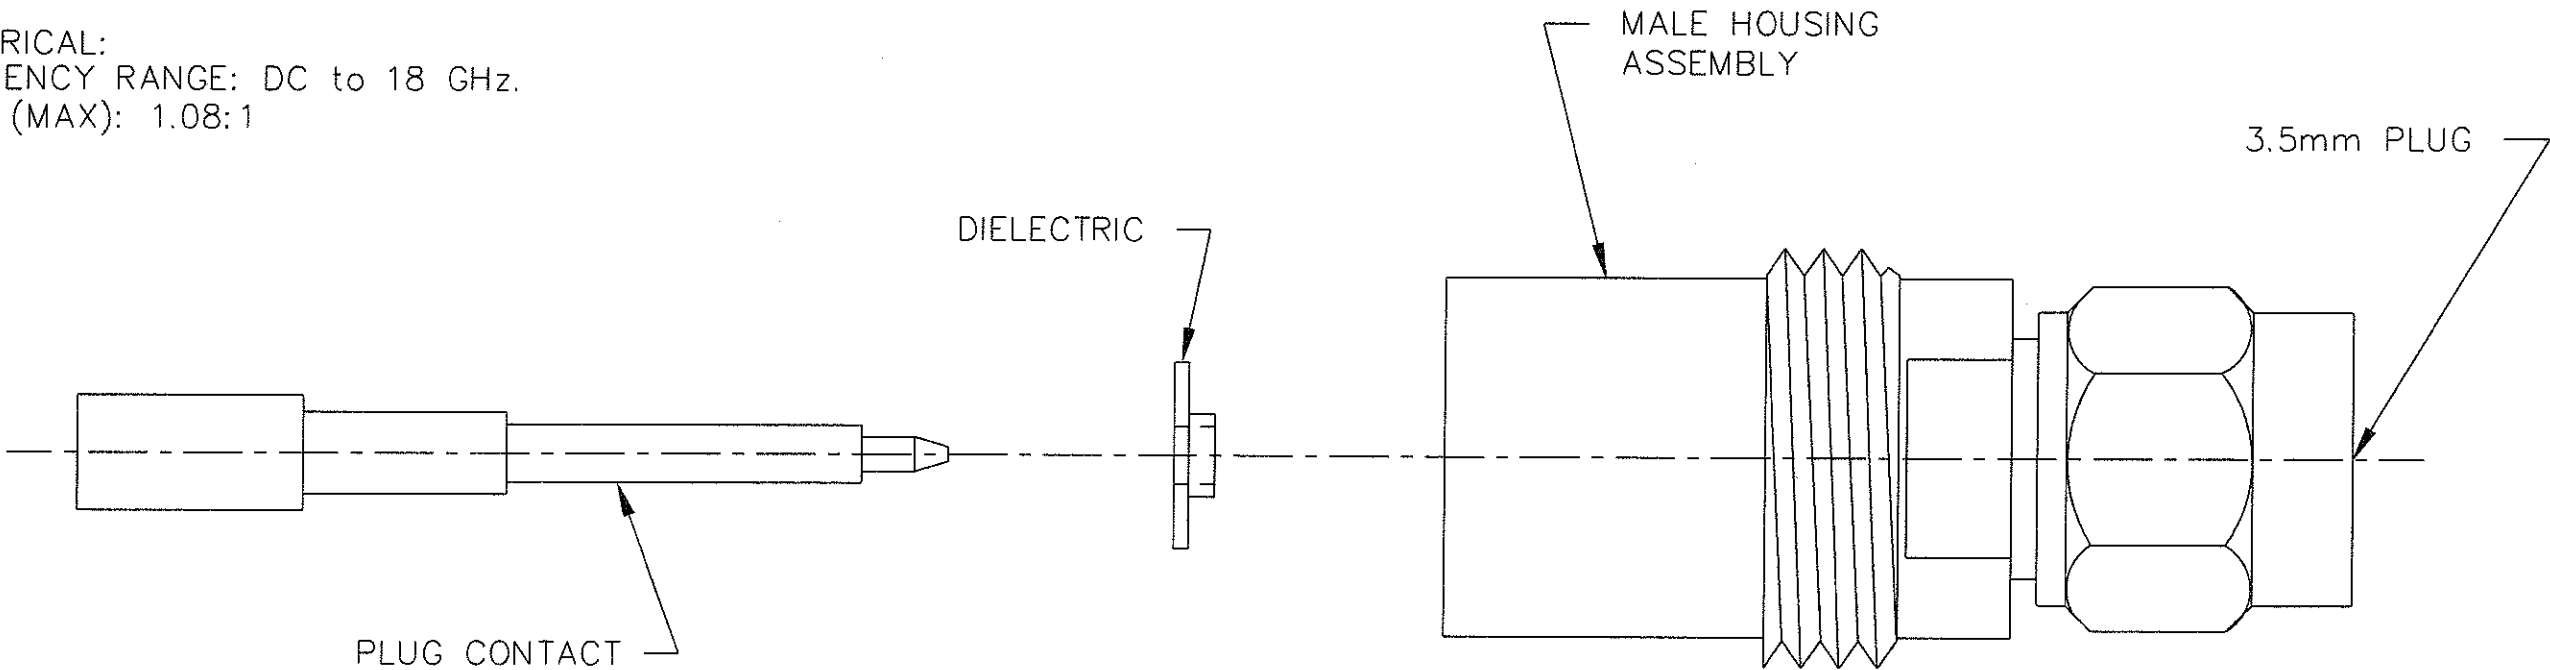 RICAL:
ENCY RANGE: DC to 18 GHz.
(MAX): 1.08:1
MALE HOUSING
ASSEMBLY
3.5mm PLUG
DIELECTRIC
PLUG CONTACT